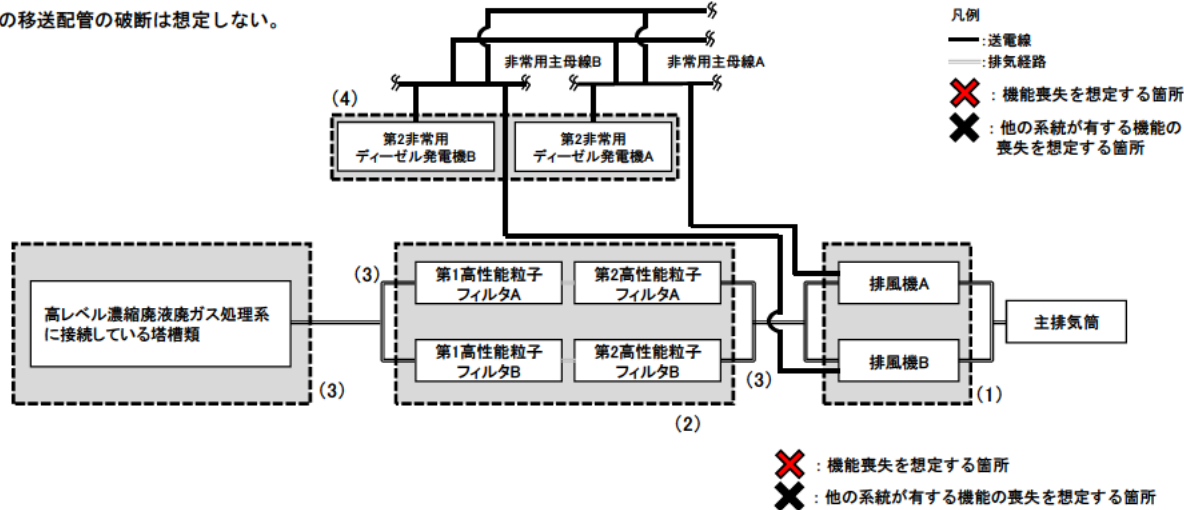 の移送配管の破断は想定しない。
凡例
:送電線
:排気経路
:機能喪失を想定する箇所
:他の系統が有する機能の
喪失を想定する箇所
非常用主母線B
非常用主母線A
(4)
第2非常用
ディーゼル発電機B
第2非常用
ディーゼル発電機A
高レベル濃縮廃液廃ガス処理系
に接続している塔槽類
(3)
(3)
第1高性能粒子
フィルタA
第2高性能粒子
フィルタA
第1高性能粒子
フィルタB
第2高性能粒子
フィルタB
(3)
(2)
排風機A
排風機B
(1)
主排気筒
:機能喪失を想定する箇所
:他の系統が有する機能の喪失を想定する箇所